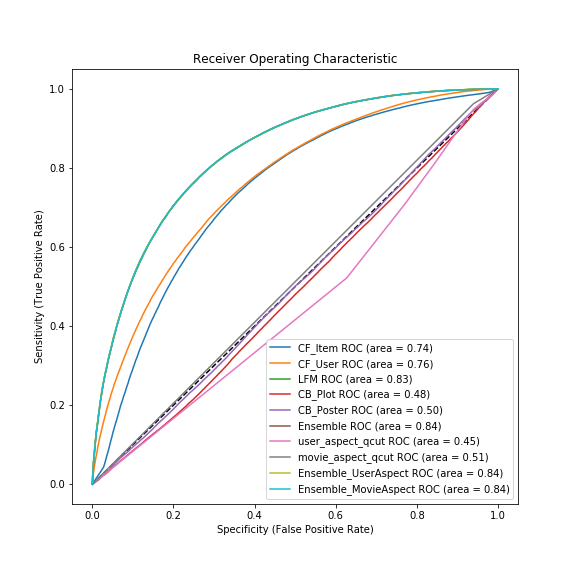 Receiver Operating Characteristic
1.0
0.8
0.6
0.4
0.2
0.0
Sensitivity (True Positive Rate)
CF_Item ROC (area = 0.74)
CF_User ROC (area = 0.76)
LFM ROC (area = 0.83)
CB_Plot ROC (area = 0.48)
CB_Poster ROC (area = 0.50)
Ensemble ROC (area = 0.84)
user_aspect_qcut ROC (area = 0.45)
movie_aspect_qcut ROC (area = 0.51)
Ensemble_UserAspect ROC (area = 0.84)
Ensemble_MovieAspect ROC (area = 0.84)
0.0 0.2 0.4 0.6 0.8 1.0
Specificity (False Positive Rate)